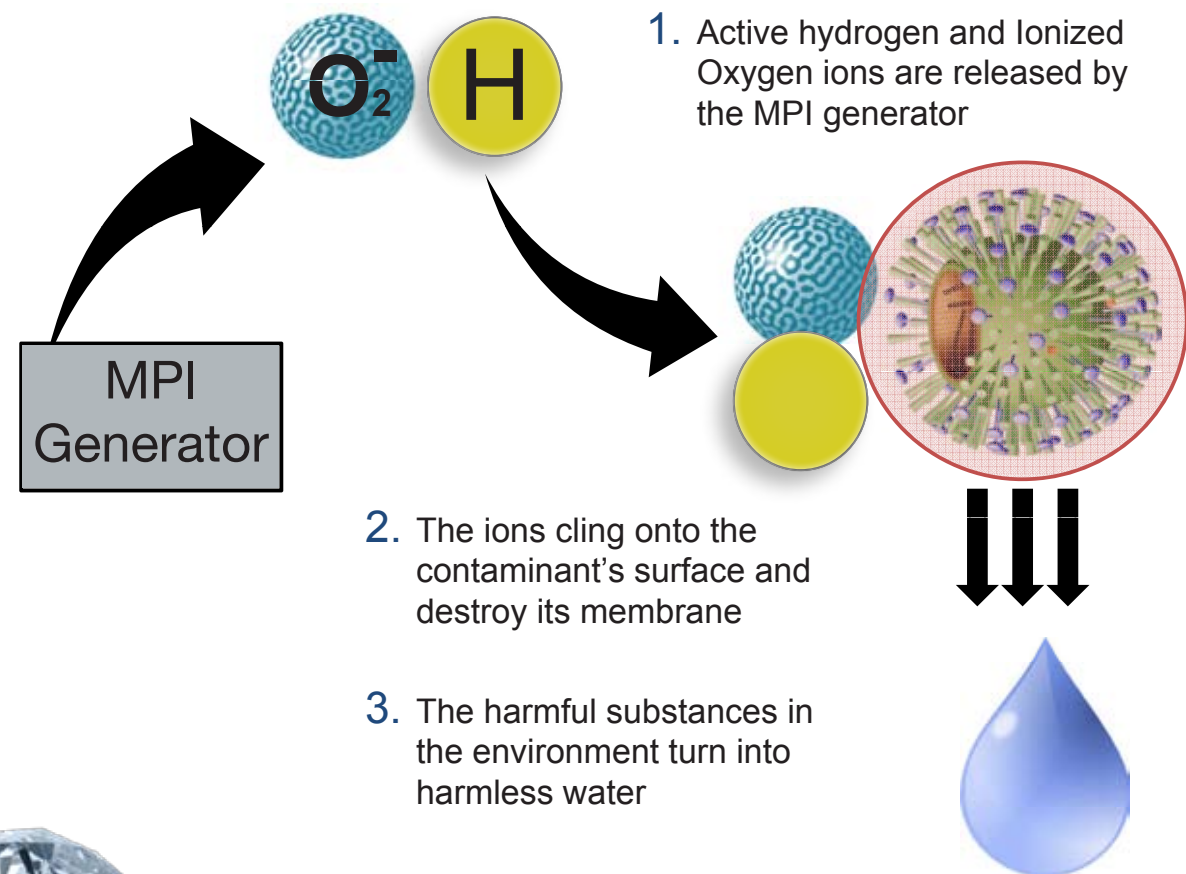 O₂⁻ H
1. Active hydrogen and Ionized
Oxygen ions are released by
the MPI generator
MPI
Generator
2. The ions cling onto the
contaminant’s surface and
destroy its membrane
3. The harmful substances in
the environment turn into
harmless water